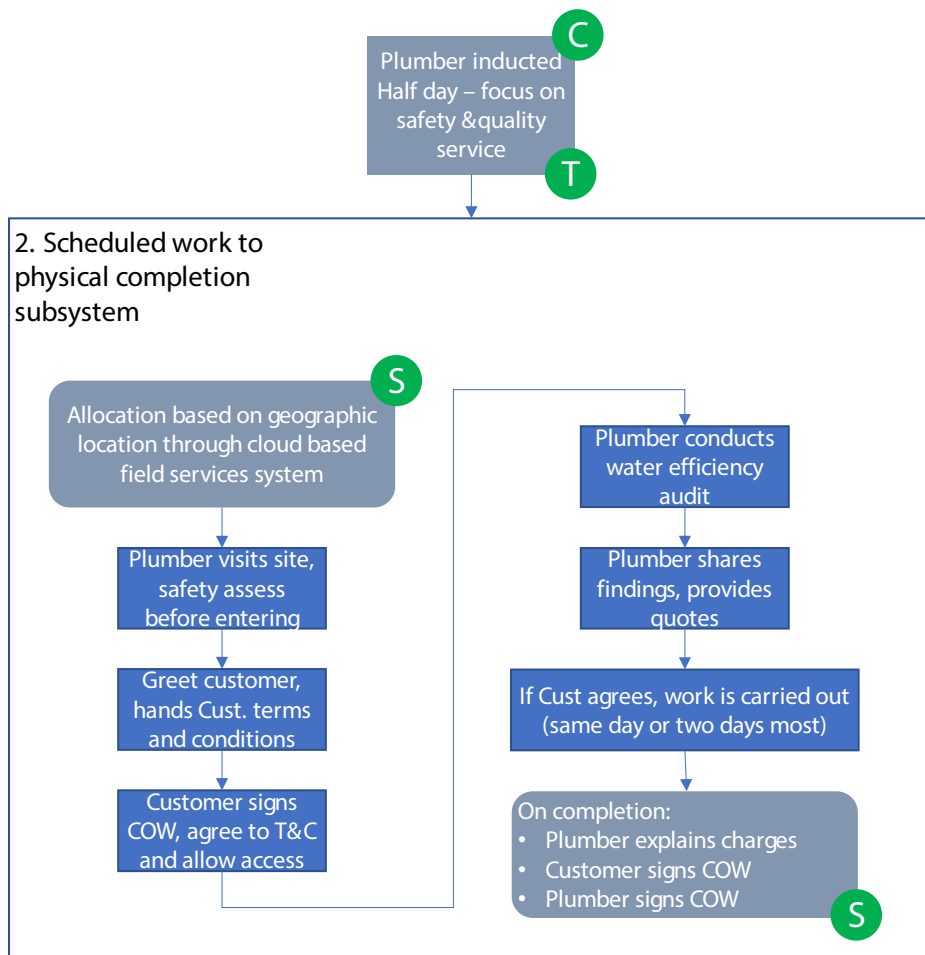 C
Plumber inducted
Half day – focus on
safety &quality
service
T
2. Scheduled work to
physical completion
subsystem
S
Allocation based on geographic
location through cloud based
field services system
Plumber visits site,
safety assess
before entering
Greet customer,
hands Cust. terms
and conditions
Customer signs
COW, agree to T&C
and allow access
Plumber conducts
water efficiency
audit
Plumber shares
findings, provides
quotes
If Cust agrees, work is carried out
(same day or two days most)
On completion:
• Plumber explains charges
• Customer signs COW
• Plumber signs COW
S